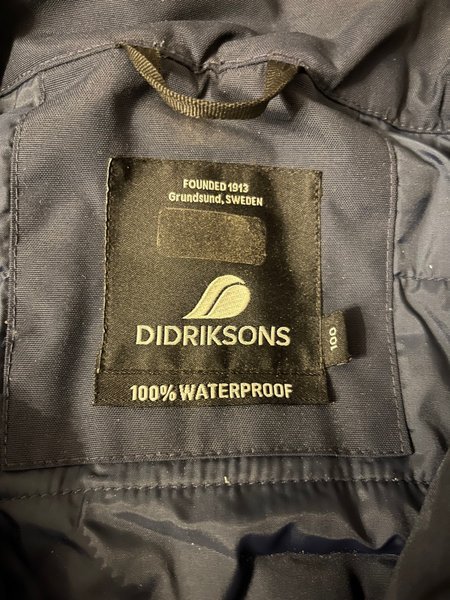 FOUNDED 1913
Grundsund, SWEDEN
DIDRIKSONS
100
100% WATERPROOF